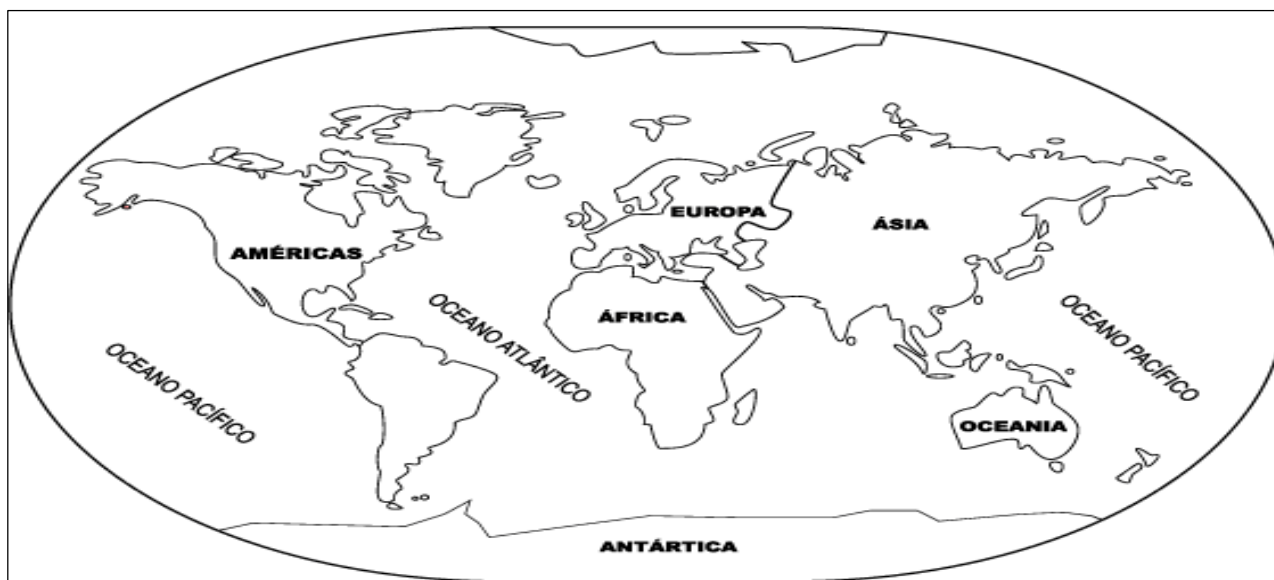 EUROPA
ÁSIA
AMÉRICAS
OCEANO ATLÂNTICO
ÁFRICA
OCEANO PACÍFICO
OCEANO PACÍFICO
OCEANIA
ANTÁRTICA